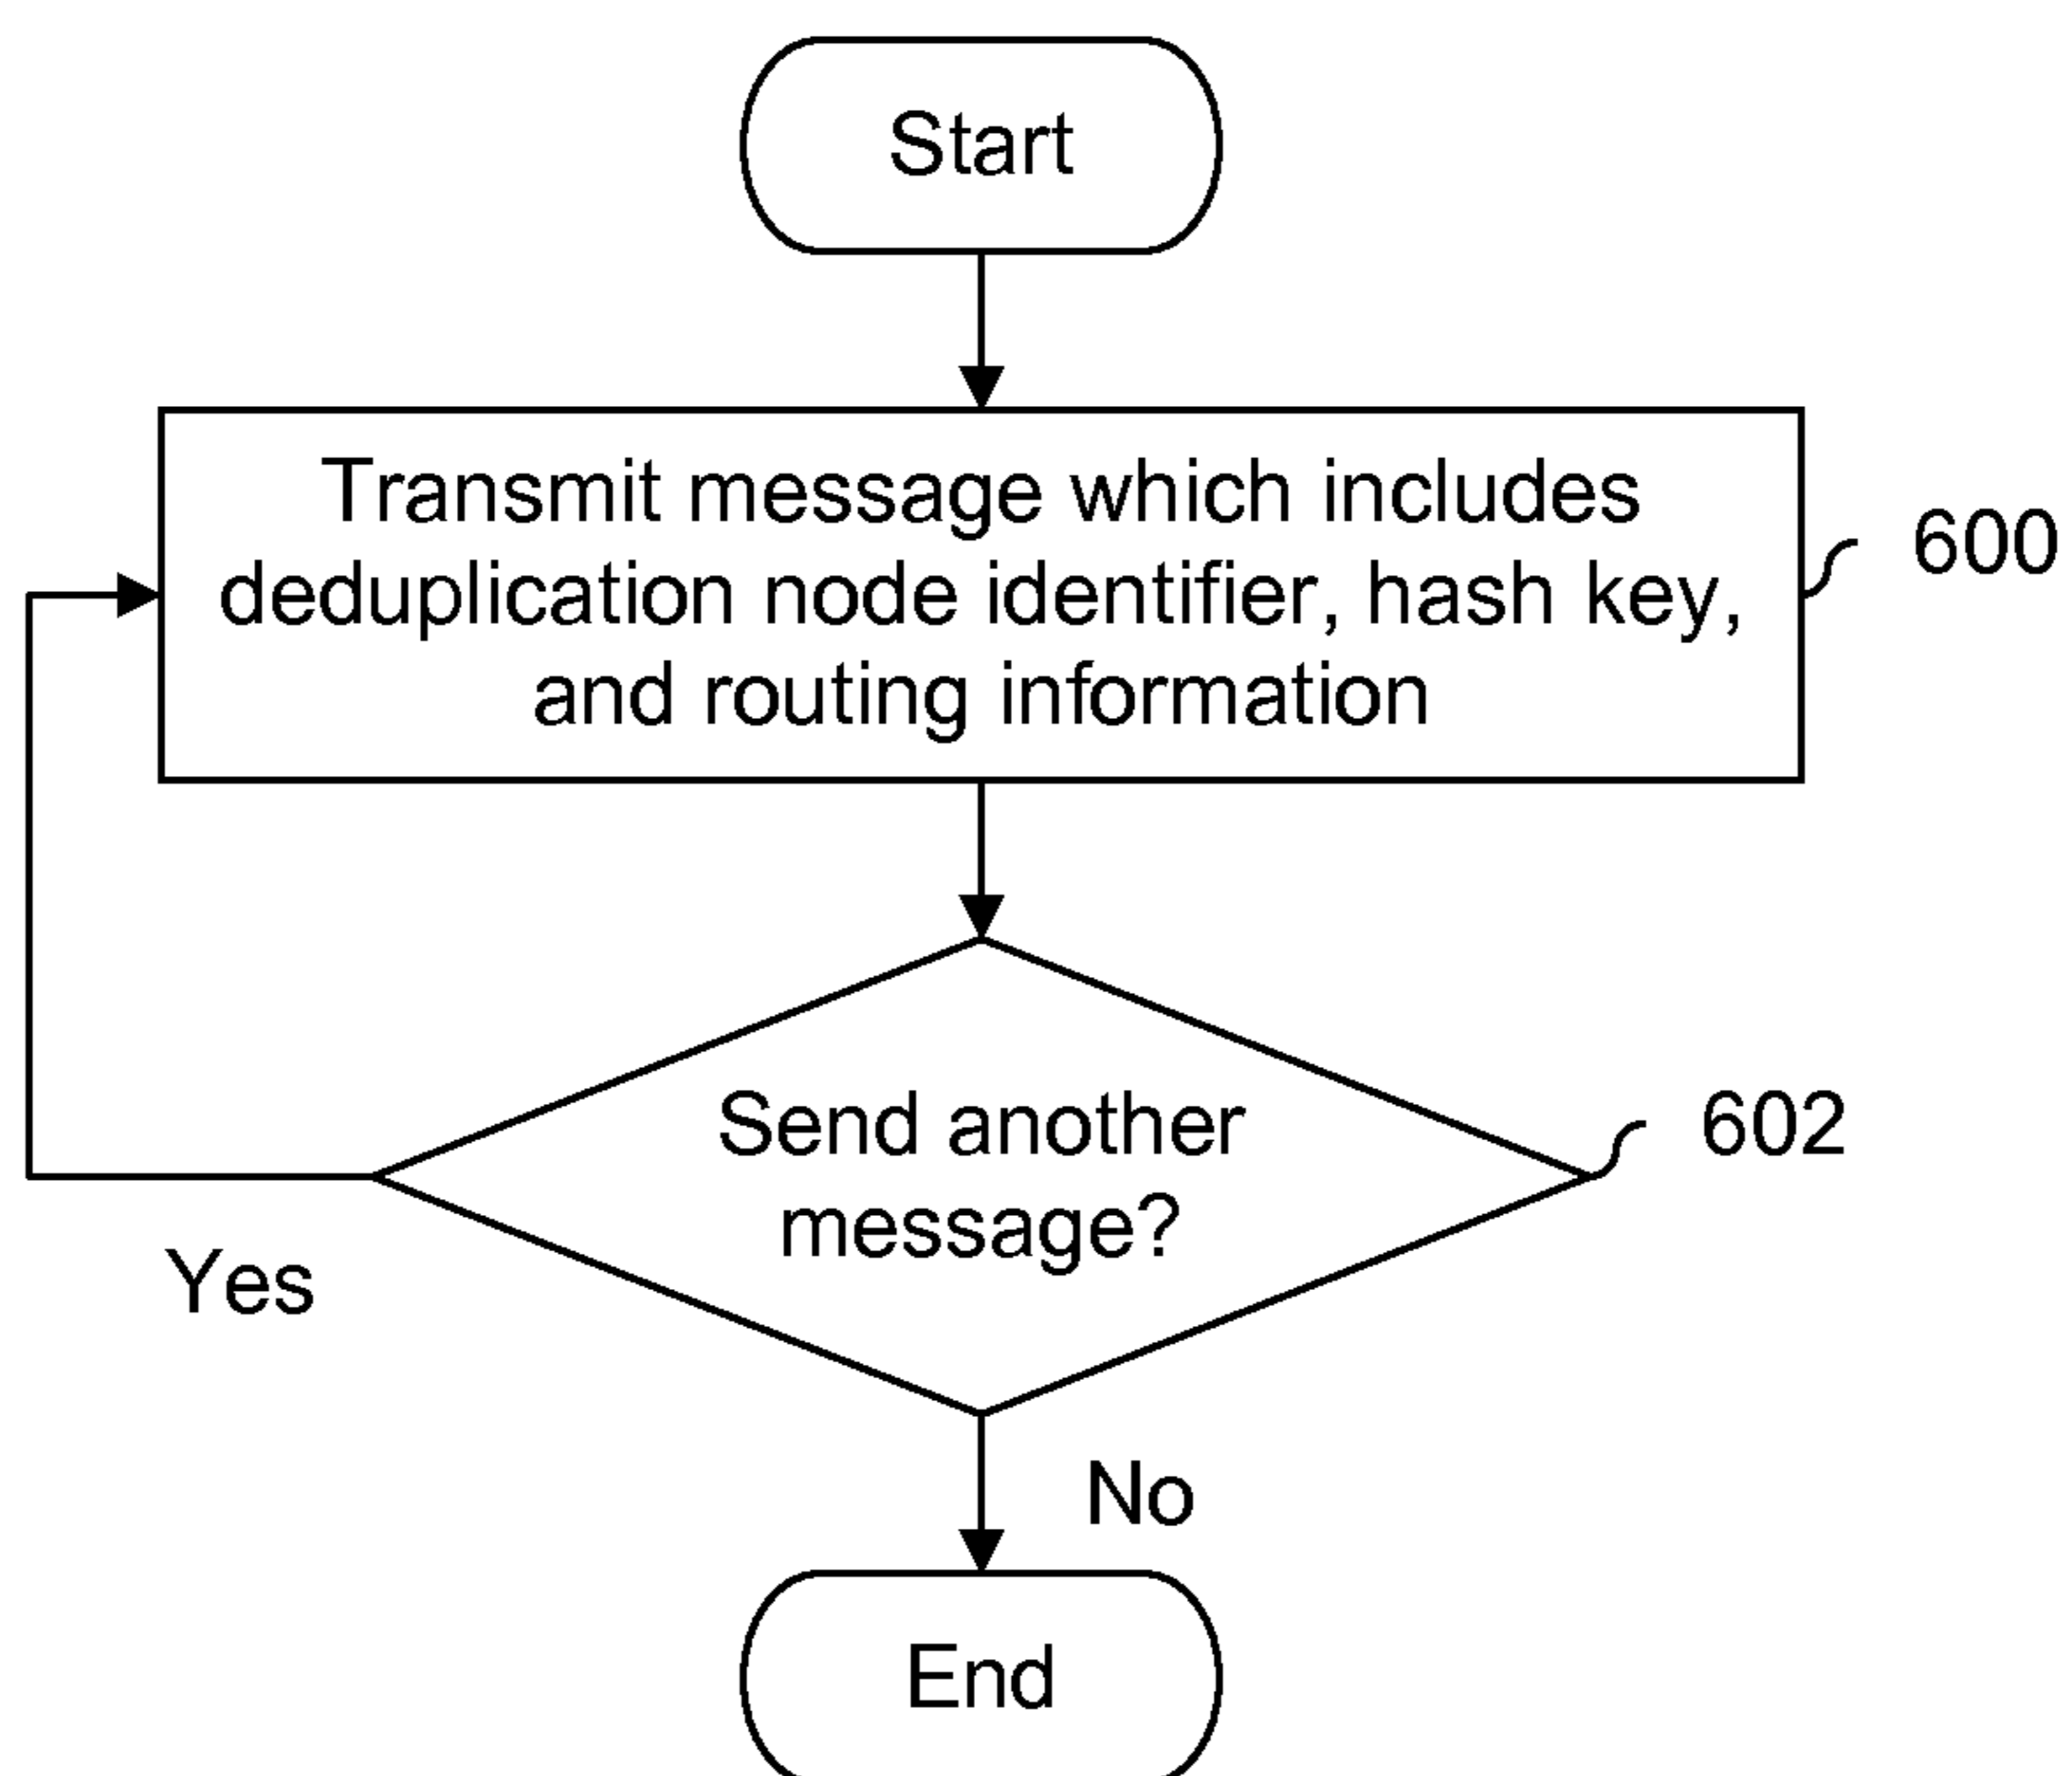 Start
Transmit message which includes
deduplication node identifier, hash key,
and routing information
600
Send another
message?
602
Yes
No
End